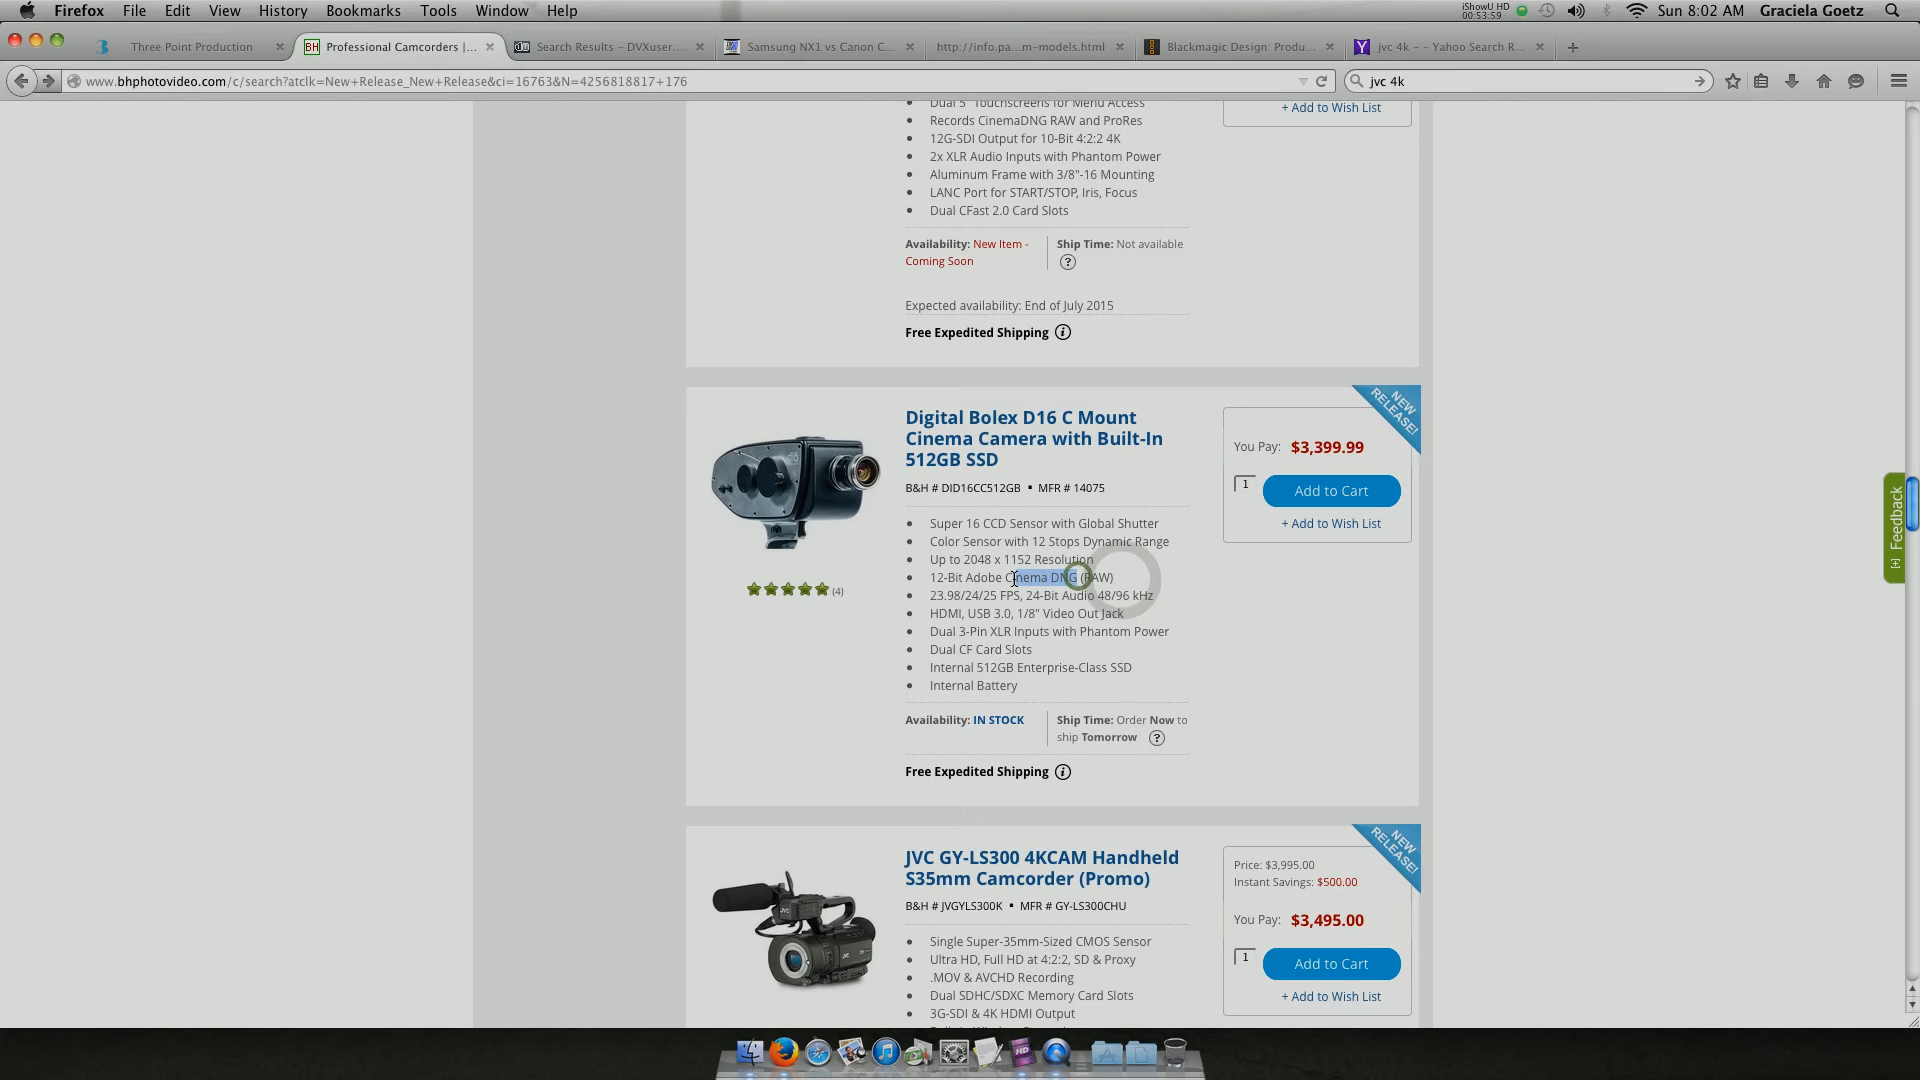 Firefox File Edit View History Bookmarks Tools Window Help iShowU HD 00:53:59 Sun 8:02 AM Graciela Goetz
Three Point Production × BH Professional Camcorders |... × Search Results – DVXuser.... × Samsung NX1 vs Canon C... × http://info.pa...m-models.html × Blackmagic Design: Produ... × jvc 4k - - Yahoo Search R... × +
www.bhphotovideo.com/c/search?atclk=New+Release_New+Release&ci=16763&N=4256818817+176 jvc 4k
Dual 5" Touchscreens for Menu Access
+ Add to Wish List
Records CinemaDNG RAW and ProRes
12G-SDI Output for 10-Bit 4:2:2 4K
2x XLR Audio Inputs with Phantom Power
Aluminum Frame with 3/8"-16 Mounting
LANC Port for START/STOP, Iris, Focus
Dual CFast 2.0 Card Slots
Availability: New Item -
Coming Soon
Ship Time: Not available
?
Expected availability: End of July 2015
Free Expedited Shipping i
Digital Bolex D16 C Mount
Cinema Camera with Built-In
512GB SSD
B&H # DID16CC512GB ▪ MFR # 14075
NEW
RELEASE!
You Pay: $3,399.99
1 Add to Cart
+ Add to Wish List
Super 16 CCD Sensor with Global Shutter
Color Sensor with 12 Stops Dynamic Range
Up to 2048 x 1152 Resolution
12-Bit Adobe Cinema DNG (RAW)
23.98/24/25 FPS, 24-Bit Audio 48/96 kHz
HDMI, USB 3.0, 1/8" Video Out Jack
Dual 3-Pin XLR Inputs with Phantom Power
Dual CF Card Slots
Internal 512GB Enterprise-Class SSD
Internal Battery
(4)
Availability: IN STOCK
Ship Time: Order Now to
ship Tomorrow ?
Free Expedited Shipping i
[+] Feedback
JVC GY-LS300 4KCAM Handheld
S35mm Camcorder (Promo)
B&H # JVGYLS300K ▪ MFR # GY-LS300CHU
NEW
RELEASE!
Price: $3,995.00
Instant Savings: $500.00
You Pay: $3,495.00
1 Add to Cart
+ Add to Wish List
Single Super-35mm-Sized CMOS Sensor
Ultra HD, Full HD at 4:2:2, SD & Proxy
.MOV & AVCHD Recording
Dual SDHC/SDXC Memory Card Slots
3G-SDI & 4K HDMI Output
HD